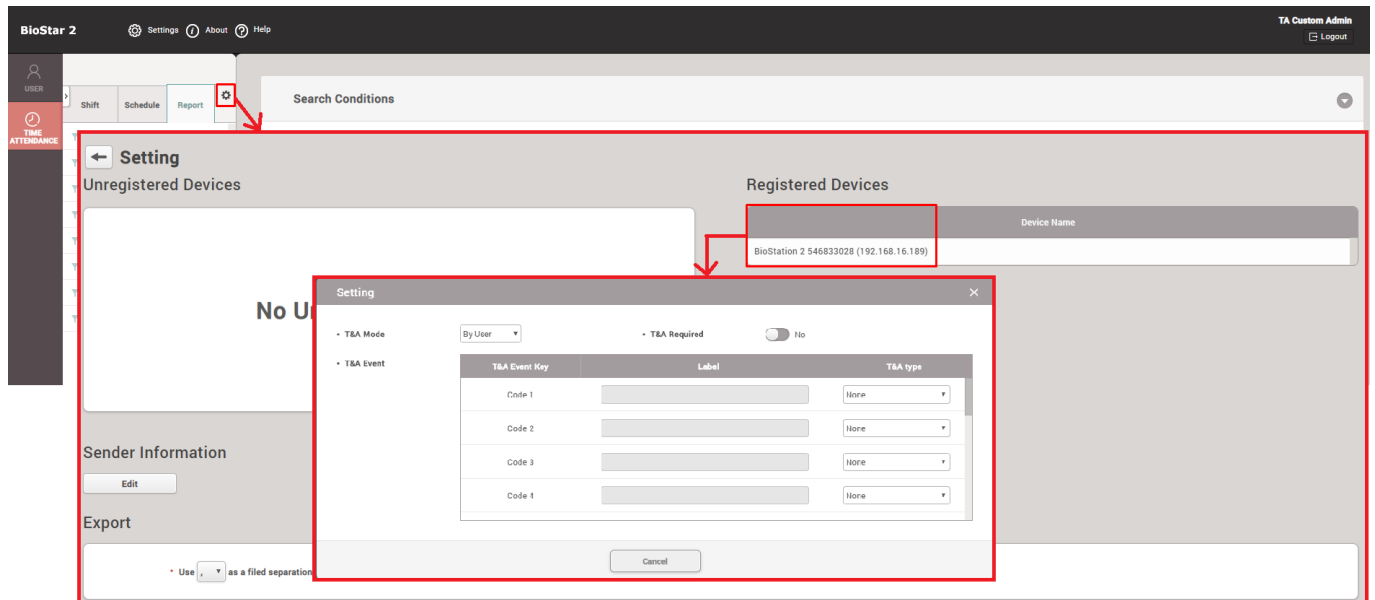 BioStar 2
Settings About Help
TA Custom Admin
Logout
USER
TIME
ATTENDANCE
Shift Schedule Report
Search Conditions
Setting
Unregistered Devices
Registered Devices
Device Name
BioStation 2 546833028 (192.168.16.189)
No U
Setting
T&A Mode By User T&A Required No
T&A Event
T&A Event Key Label T&A type
Code 1 None
Code 2 None
Code 3 None
Code 4 None
Cancel
Sender Information
Edit
Export
* Use , as a filed separation